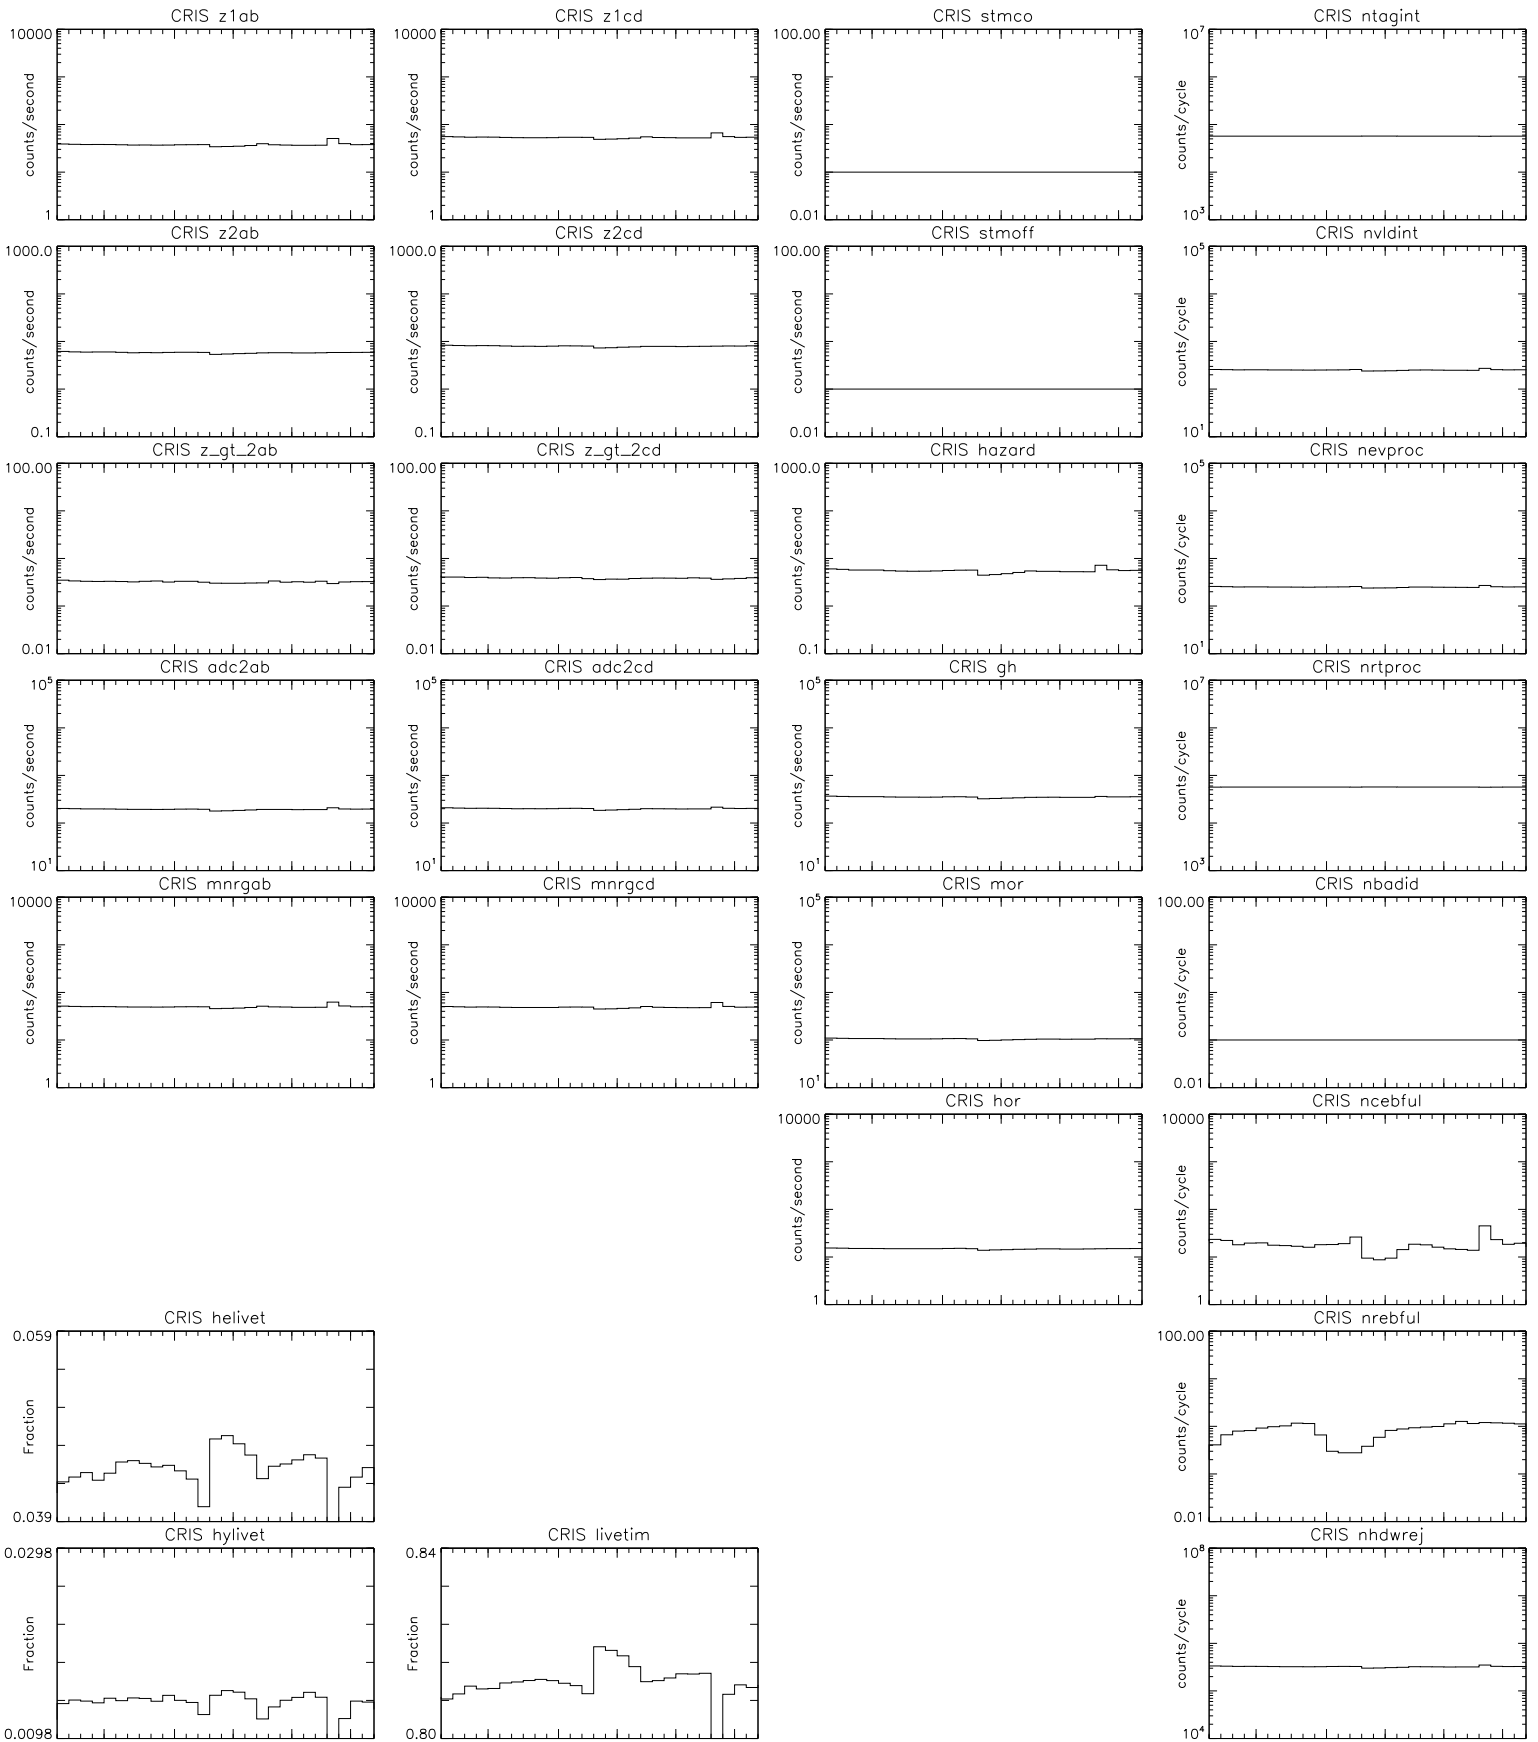 CRIS z1ab
10000
counts/second
1
CRIS z1cd
10000
counts/second
1
CRIS stmco
100.00
counts/second
0.01
CRIS ntagint
10⁷
counts/cycle
10³
CRIS z2ab
1000.0
counts/second
0.1
CRIS z2cd
1000.0
counts/second
0.1
CRIS stmoff
100.00
counts/second
0.01
CRIS nvldint
10⁵
counts/cycle
10¹
CRIS z_gt_2ab
100.00
counts/second
0.01
CRIS z_gt_2cd
100.00
counts/second
0.01
CRIS hazard
1000.0
counts/second
0.1
CRIS nevproc
10⁵
counts/cycle
10¹
CRIS adc2ab
10⁵
counts/second
10¹
CRIS adc2cd
10⁵
counts/second
10¹
CRIS gh
10⁵
counts/second
10¹
CRIS nrtproc
10⁷
counts/cycle
10³
CRIS mnrgab
10000
counts/second
1
CRIS mnrgcd
10000
counts/second
1
CRIS mor
10⁵
counts/second
10¹
CRIS nbadid
100.00
counts/cycle
0.01
CRIS hor
10000
counts/second
1
CRIS ncebful
10000
counts/cycle
1
CRIS helivet
0.059
Fraction
0.039
CRIS nrebful
100.00
counts/cycle
0.01
CRIS hylivet
0.0298
Fraction
0.0098
CRIS livetim
0.84
Fraction
0.80
CRIS nhdwrej
10⁸
counts/cycle
10⁴